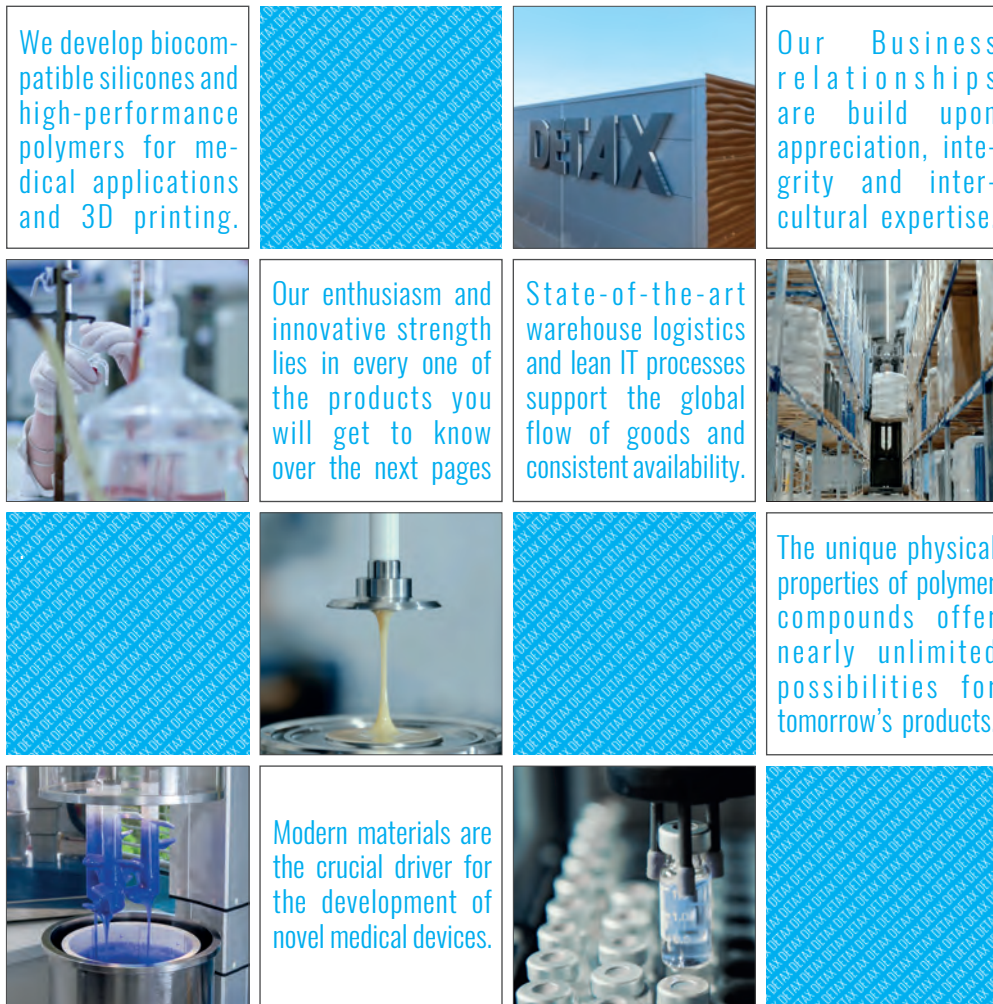 We develop biocom-
patible silicones and
high-performance
polymers for me-
dical applications
and 3D printing.
DETAX
Our Business
relationships
are build upon
appreciation, inte-
grity and inter-
cultural expertise.
Our enthusiasm and
innovative strength
lies in every one of
the products you
will get to know
over the next pages
State-of-the-art
warehouse logistics
and lean IT processes
support the global
flow of goods and
consistent availability.
The unique physical
properties of polymer
compounds offer
nearly unlimited
possibilities for
tomorrow's products.
Modern materials are
the crucial driver for
the development of
novel medical devices.